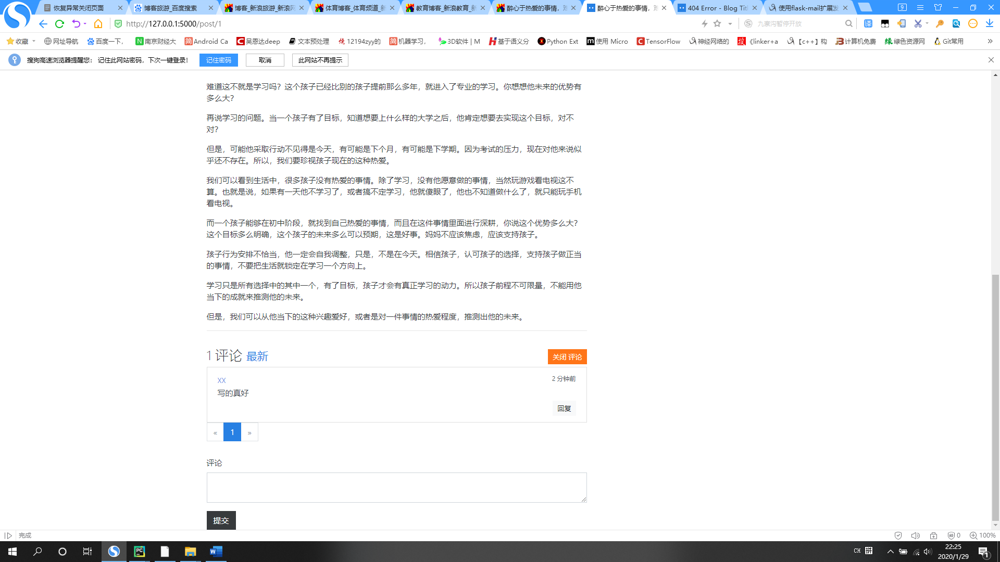 恢复异常关闭页面
博客旅游_百度搜索
博客_新浪旅游_新浪网
体育博客_体育频道_新
教育博客_新浪教育_新
醉心于热爱的事情，难
醉心于热爱的事情，难
404 Error - Blog Titl
使用flask-mail扩展发
9
http://127.0.0.1:5000/post/1
九寨沟暂停开放
译
收藏
网址导航
百度一下，
南京财经大
Android Ca
吴恩达deep
文本预处理
12194zyy的
机器学习，
3D软件 | M
基于语义分
Python Ext
使用 Micro
TensorFlow
神经网络的
《linker+a
【c++】构
计算机免费
绿色资源网
Git常用
»
搜狗高速浏览器提醒您： 记住此网站密码，下次一键登录！
记住密码
取消
此网站不再提示
难道这不就是学习吗？这个孩子已经比别的孩子提前那么多年，就进入了专业的学习。你想想他未来的优势有
多么大？
再说学习的问题。当一个孩子有了目标，知道想要上什么样的大学之后，他肯定想要去实现这个目标，对不
对？
但是，可能他采取行动不见得是今天，有可能是下个月，有可能是下学期。因为考试的压力，现在对他来说似
乎还不存在。所以，我们要珍视孩子现在的这种热爱。
我们可以看到生活中，很多孩子没有热爱的事情。除了学习，没有他愿意做的事情，当然玩游戏看电视这不
算。也就是说，如果有一天他不学习了，或者搞不定学习，他就傻眼了，他也不知道做什么了，就只能玩手机
看电视。
而一个孩子能够在初中阶段，就找到自己热爱的事情，而且在这件事情里面进行深耕，你说这个优势多么大？
这个目标多么明确，这个孩子的未来多么可以预期，这是好事。妈妈不应该焦虑，应该支持孩子。
孩子行为安排不恰当，他一定会自我调整，只是，不是在今天。相信孩子，认可孩子的选择，支持孩子做正当
的事情，不要把生活就锁定在学习一个方向上。
学习只是所有选择中的其中一个，有了目标，孩子才会有真正学习的动力。所以孩子前程不可限量，不能用他
当下的成就来推测他的未来。
但是，我们可以从他当下的这种兴趣爱好，或者是对一件事情的热爱程度，推测出他的未来。
1 评论 最新
关闭 评论
XX
2 分钟前
写的真好
回复
« 1 »
评论
提交
完成
0
100%
CH 拼
22:25
2020/1/29
1